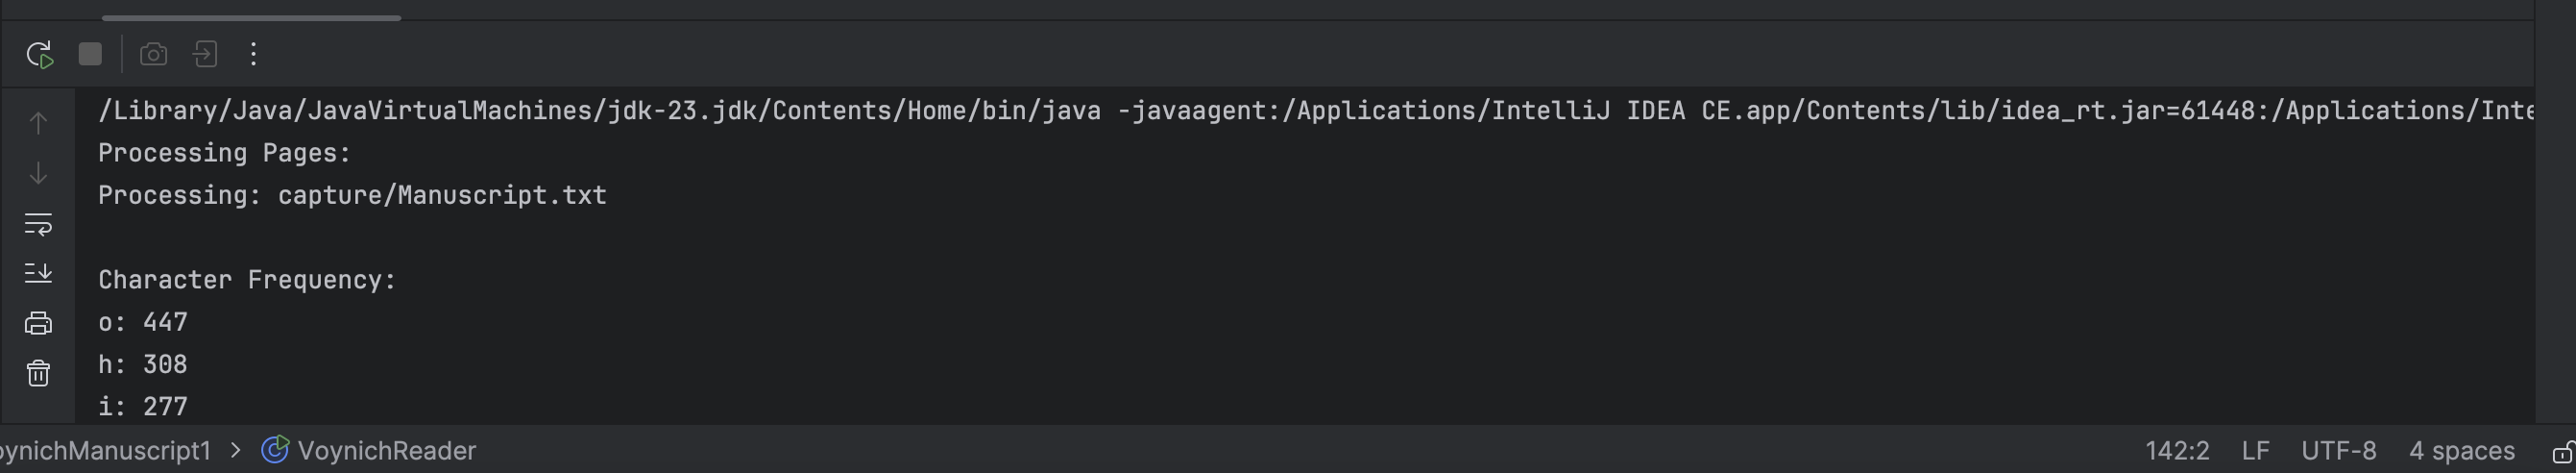 /Library/Java/JavaVirtualMachines/jdk-23.jdk/Contents/Home/bin/java -javaagent:/Applications/IntelliJ IDEA CE.app/Contents/lib/idea_rt.jar=61448:/Applications/Inte
Processing Pages:
Processing: capture/Manuscript.txt
Character Frequency:
o: 447
h: 308
i: 277
oynichManuscript1 > VoynichReader 142:2 LF UTF-8 4 spaces